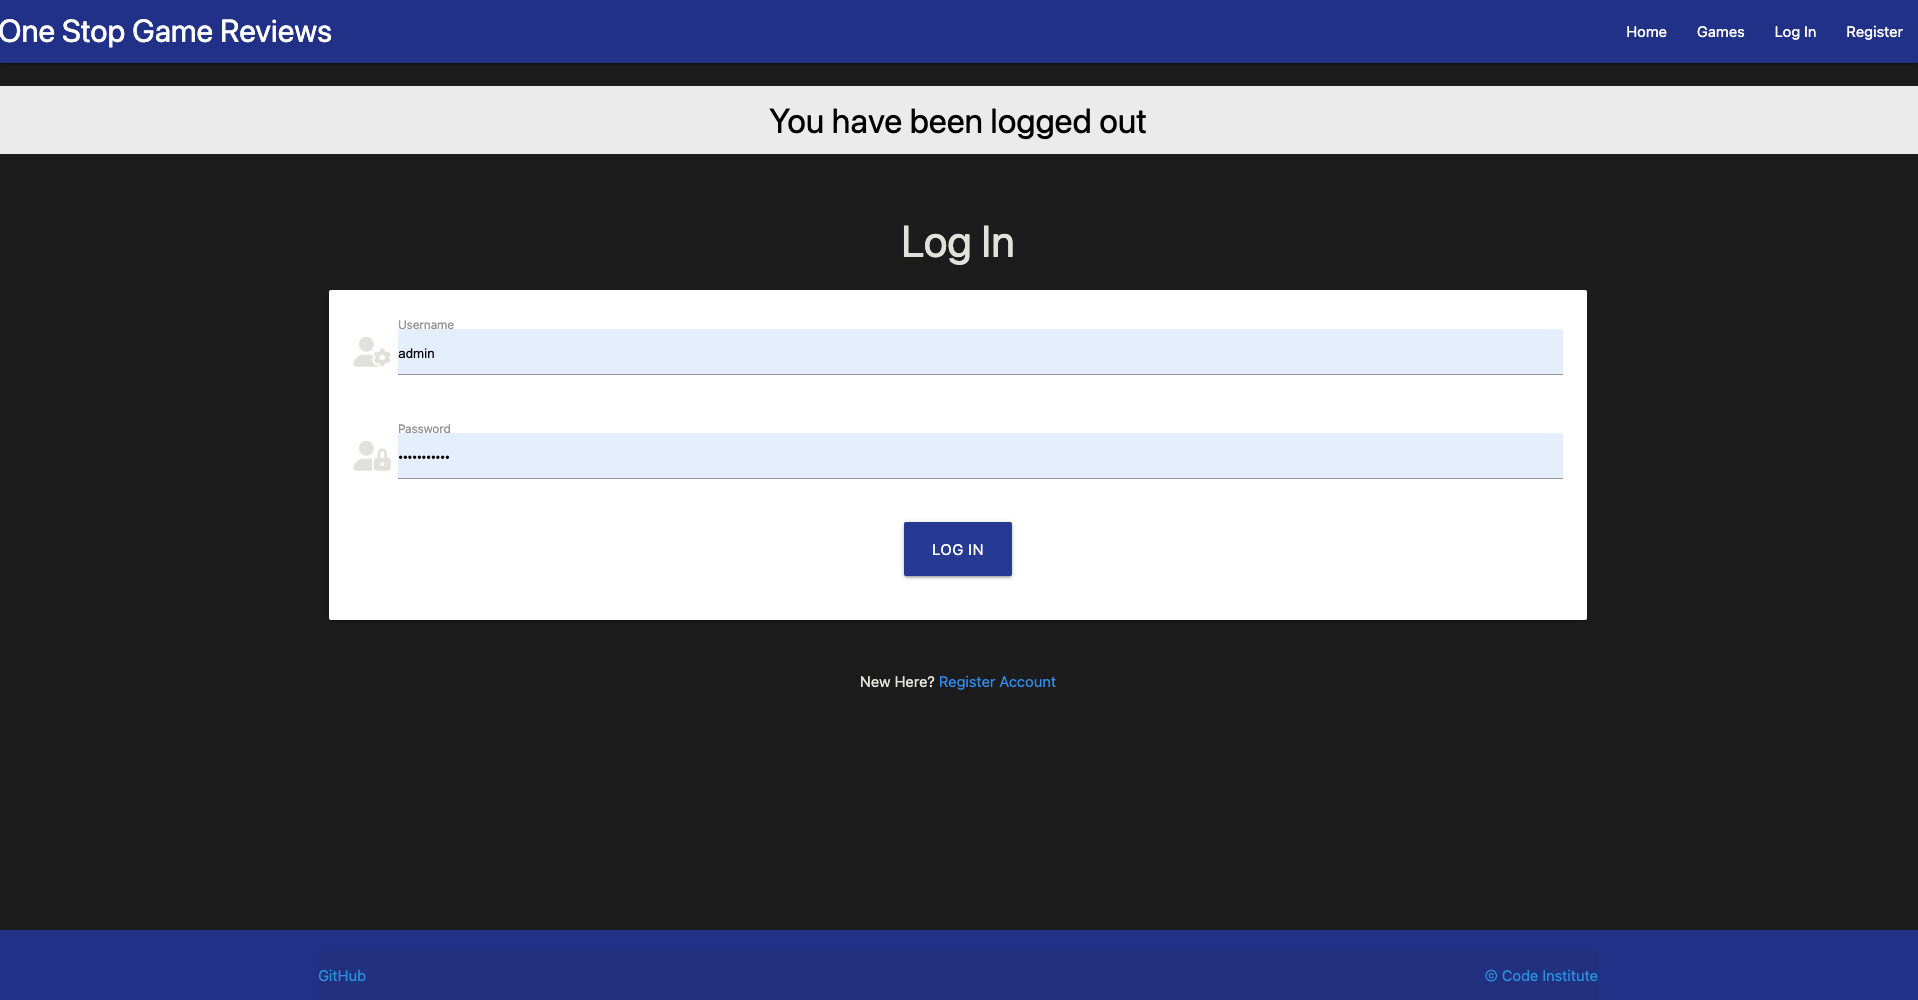 One Stop Game Reviews
Home Games Log In Register
You have been logged out
Log In
Username
admin
Password
•••••••••••
LOG IN
New Here? Register Account
GitHub
© Code Institute